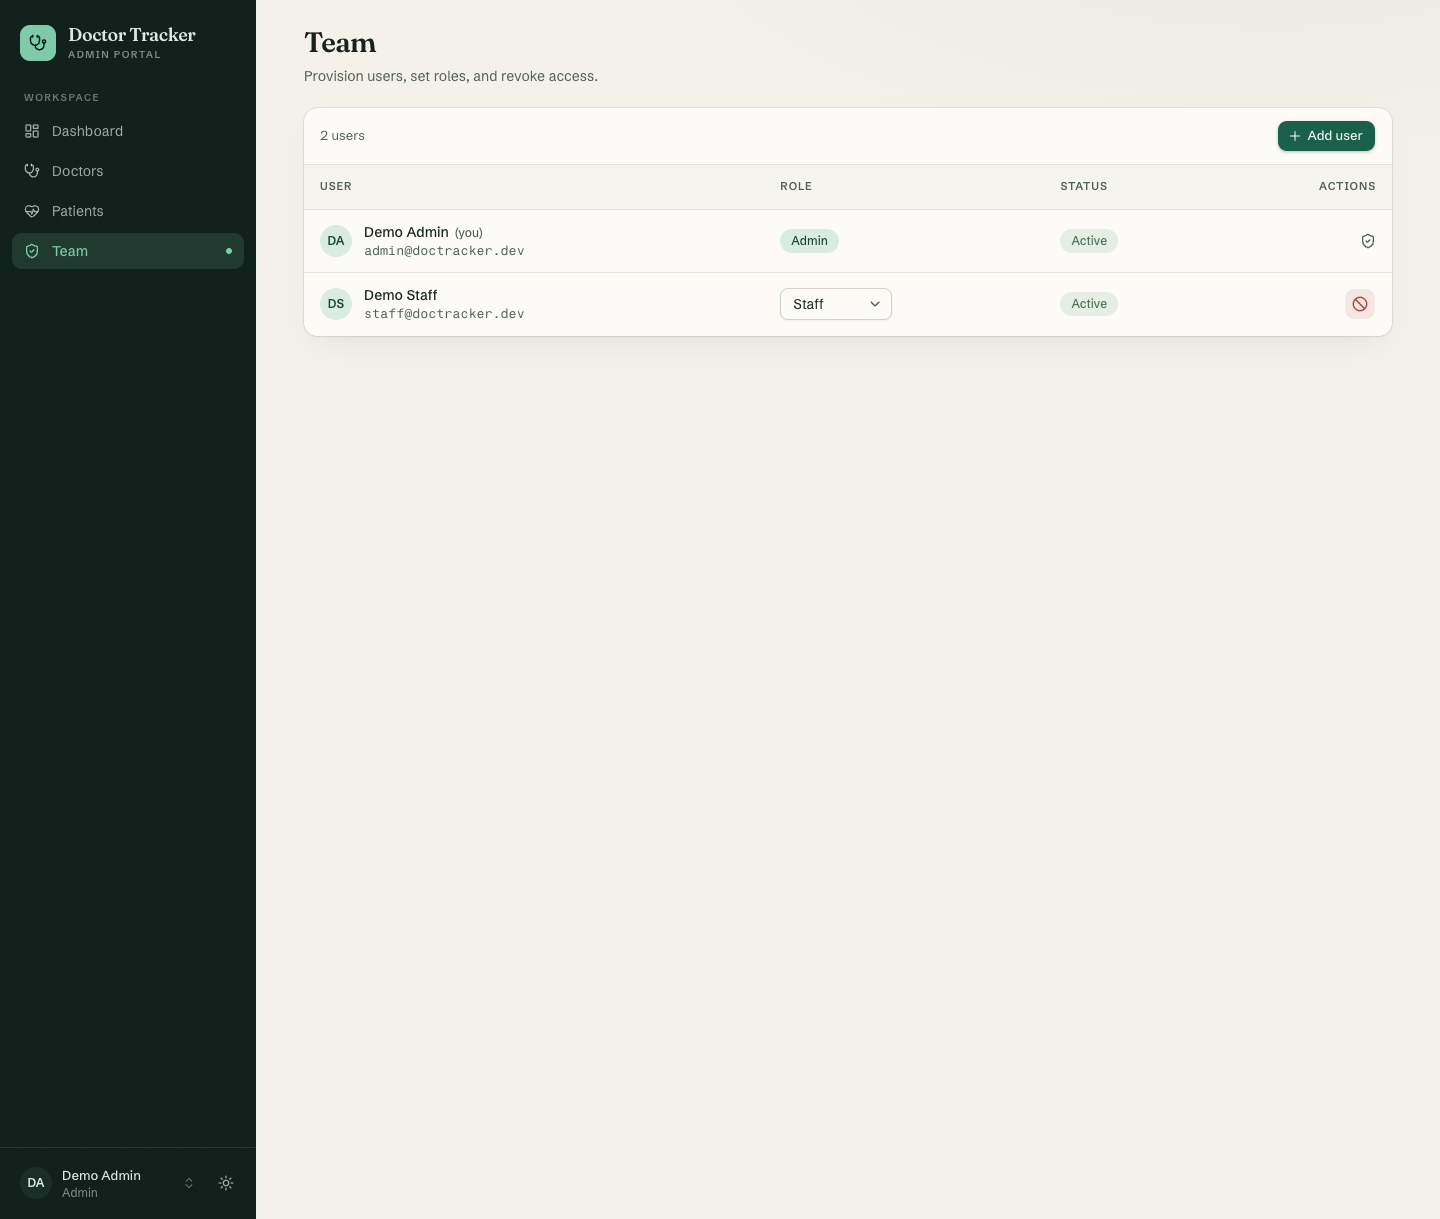 Doctor Tracker
ADMIN PORTAL
WORKSPACE
Dashboard
Doctors
Patients
Team
DA
Demo Admin
Admin
Team
Provision users, set roles, and revoke access.
2 users
Add user
USER ROLE STATUS ACTIONS
DA Demo Admin (you) Admin Active
admin@doctracker.dev
DS Demo Staff Staff Active
staff@doctracker.dev